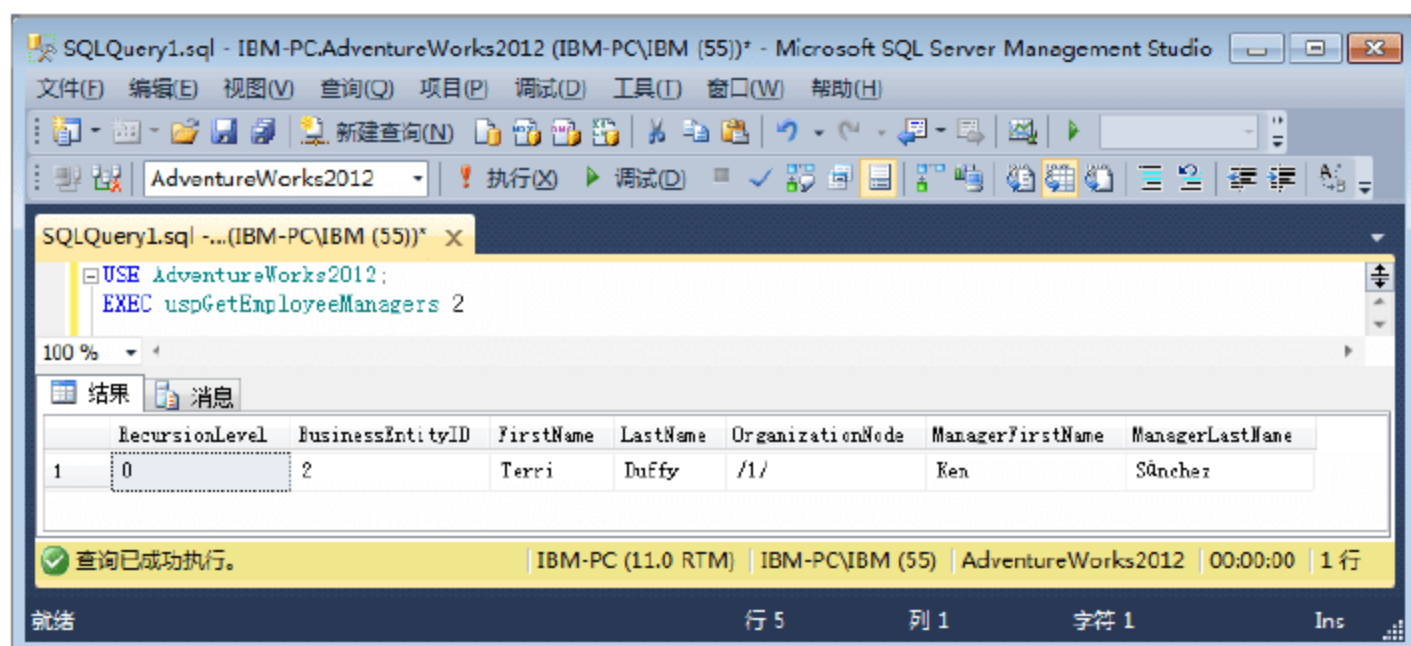 SQLQuery1.sql - IBM-PC.AdventureWorks2012 (IBM-PC\IBM (55))* - Microsoft SQL Server Management Studio
文件(F) 编辑(E) 视图(V) 查询(Q) 项目(P) 调试(D) 工具(T) 窗口(W) 帮助(H)
新建查询(N)
AdventureWorks2012 执行(X) 调试(D)
SQLQuery1.sql -...(IBM-PC\IBM (55))*
USE AdventureWorks2012;
EXEC uspGetEmployeeManagers 2
100 %
结果 消息
RecursionLevel BusinessEntityID FirstName LastName OrganizationNode ManagerFirstName ManagerLastName
1 0 2 Terri Duffy /1/ Ken Sánchez
查询已成功执行。 IBM-PC (11.0 RTM) IBM-PC\IBM (55) AdventureWorks2012 00:00:00 1 行
就绪 行 5 列 1 字符 1 Ins